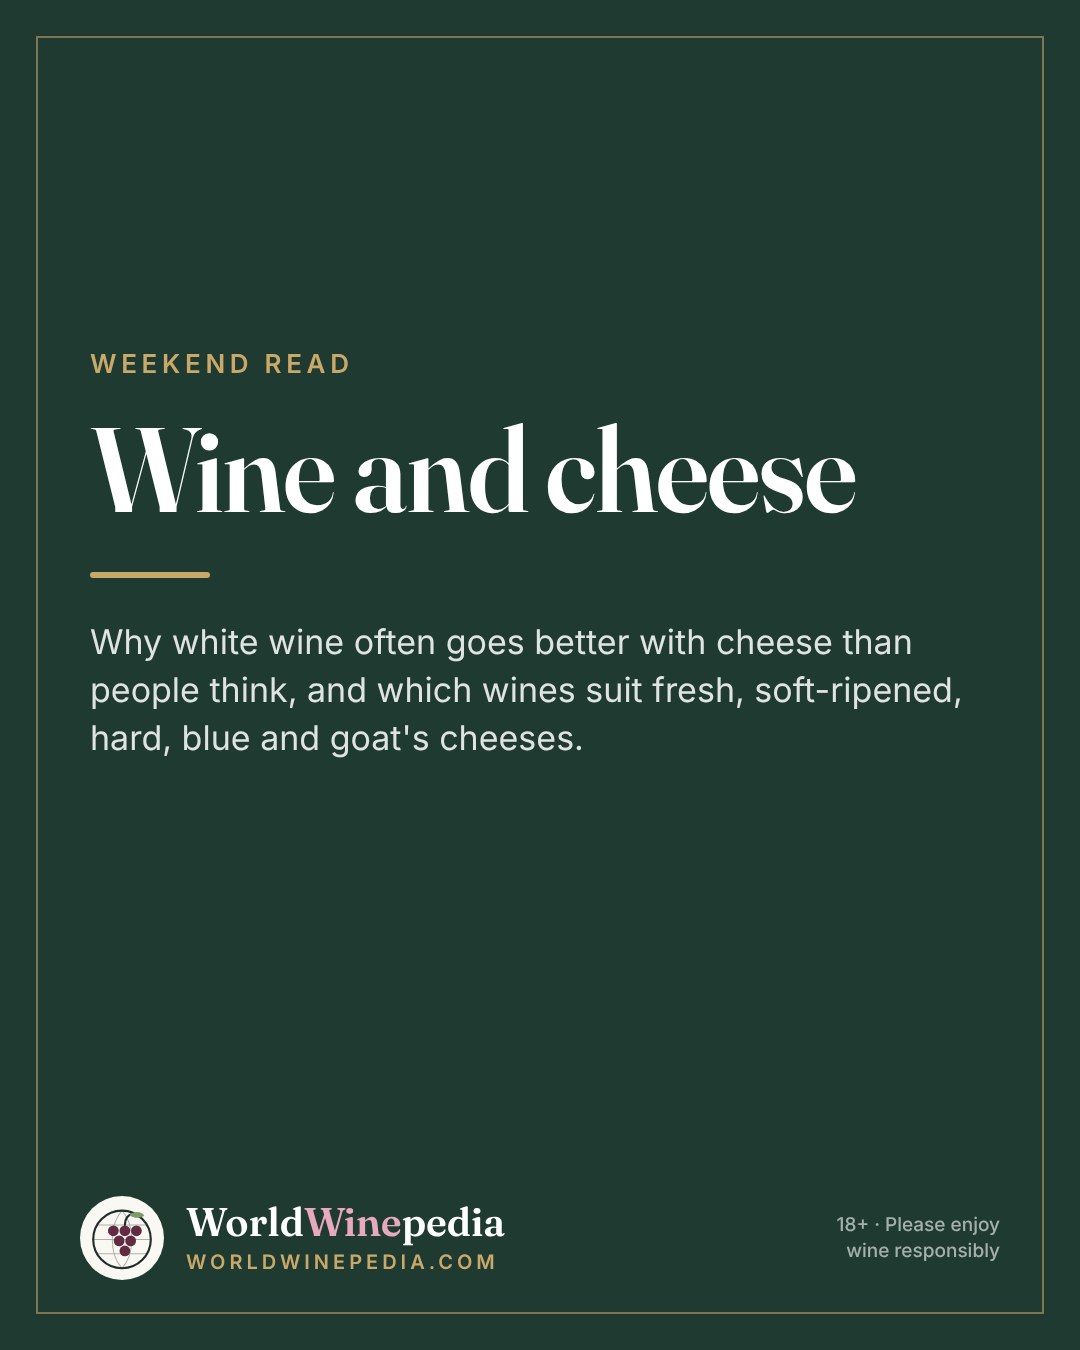 WEEKEND READ
Wine and cheese
Why white wine often goes better with cheese than
people think, and which wines suit fresh, soft-ripened,
hard, blue and goat's cheeses.
WorldWinepedia
WORLDWINEPEDIA.COM
18+ · Please enjoy
wine responsibly